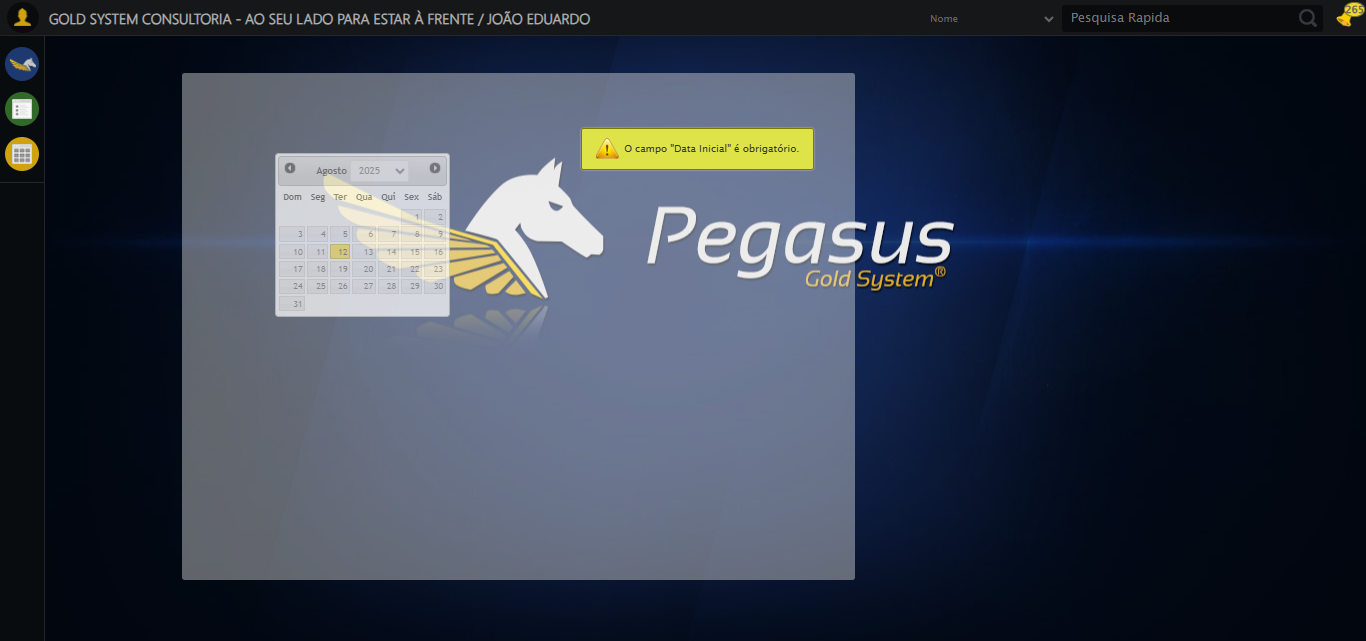 GOLD SYSTEM CONSULTORIA - AO SEU LADO PARA ESTAR À FRENTE / JOÃO EDUARDO
Nome
Pesquisa Rapida
265
O campo "Data Inicial" é obrigatório.
Agosto 2025
Dom Seg Ter Qua Qui Sex Sáb
1 2
3 4 5 6 7 8 9
10 11 12 13 14 15 16
17 18 19 20 21 22 23
24 25 26 27 28 29 30
31
Pegasus
Gold System®